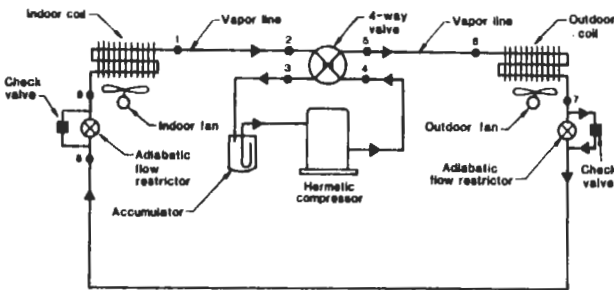 Indoor coil
1
Vapor line
2
4-way
valve
5
Vapor line
6
Outdoor
coil
3
4
9
7
Check
valve
Indoor fan
Outdoor fan
Adiabatic
flow
restrictor
8
Accumulator
Hermetic
compressor
Adiabatic
flow restrictor
Check
valve